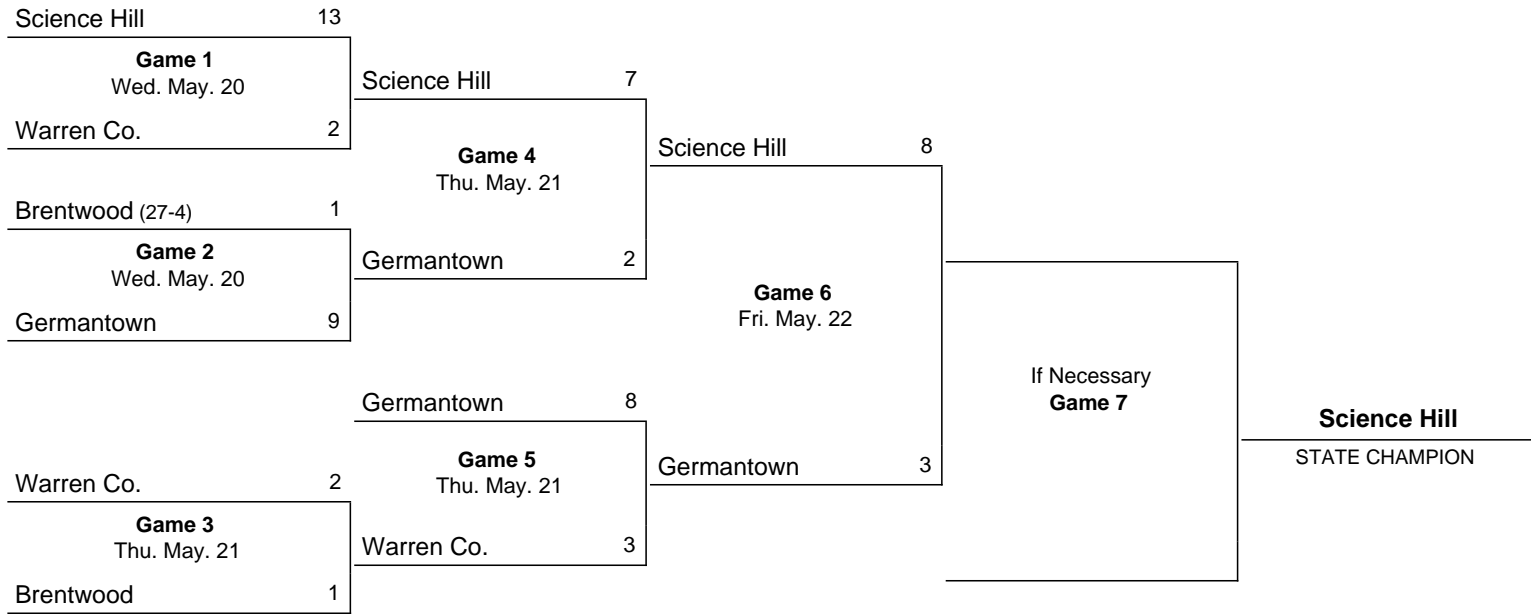 Science Hill 13
Game 1
Wed. May. 20
Warren Co. 2
Brentwood (27-4) 1
Game 2
Wed. May. 20
Germantown 9
Warren Co. 2
Game 3
Thu. May. 21
Brentwood 1
Science Hill 7
Game 4
Thu. May. 21
Germantown 2
Germantown 8
Game 5
Thu. May. 21
Warren Co. 3
Science Hill 8
Game 6
Fri. May. 22
Germantown 3
If Necessary
Game 7
Science Hill
STATE CHAMPION